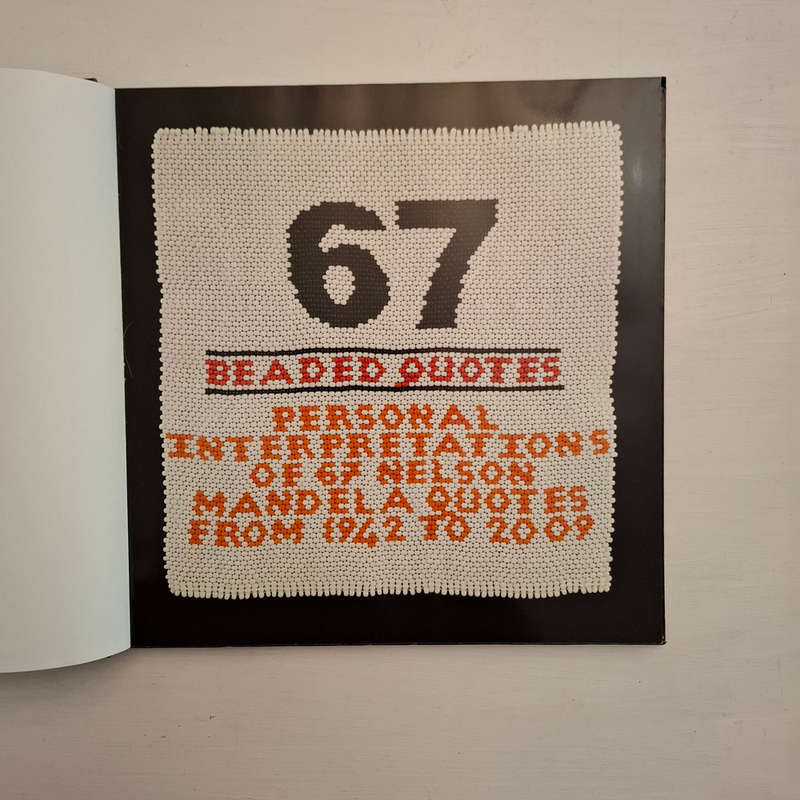 67
BEADED QUOTES
PERSONAL
INTERPRETATIONS
OF 67 NELSON
MANDELA QUOTES
FROM 1942 TO 2009